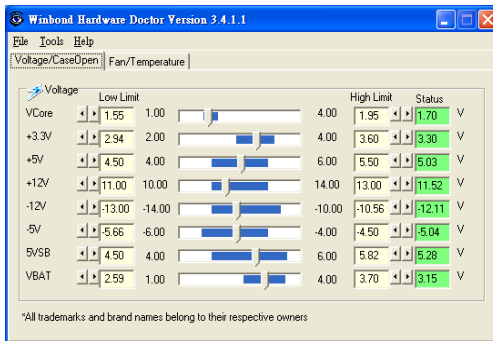 Winbond Hardware Doctor Version 3.4.1.1
File Tools Help
Voltage/CaseOpen Fan/Temperature
Voltage
Low Limit High Limit Status
VCore 1.55 1.00 4.00 1.95 1.70 V
+3.3V 2.94 2.00 4.00 3.60 3.30 V
+5V 4.50 4.00 6.00 5.50 5.03 V
+12V 11.00 10.00 14.00 13.00 11.52 V
-12V -13.00 -14.00 -10.00 -10.56 -12.11 V
-5V -5.66 -6.00 -4.00 -4.50 -5.04 V
5VSB 4.50 4.00 6.00 5.82 5.28 V
VBAT 2.59 1.00 4.00 3.70 3.15 V
*All trademarks and brand names belong to their respective owners